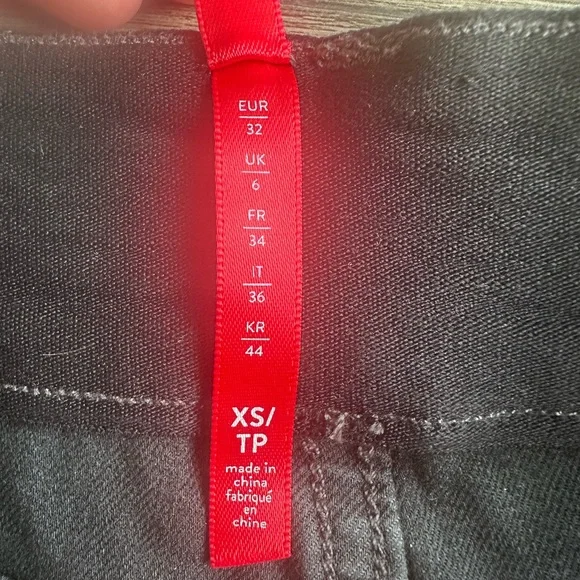 EUR
32
UK
6
FR
34
IT
36
KR
44
XS/
TP
made in
china
fabriqué
en
chine